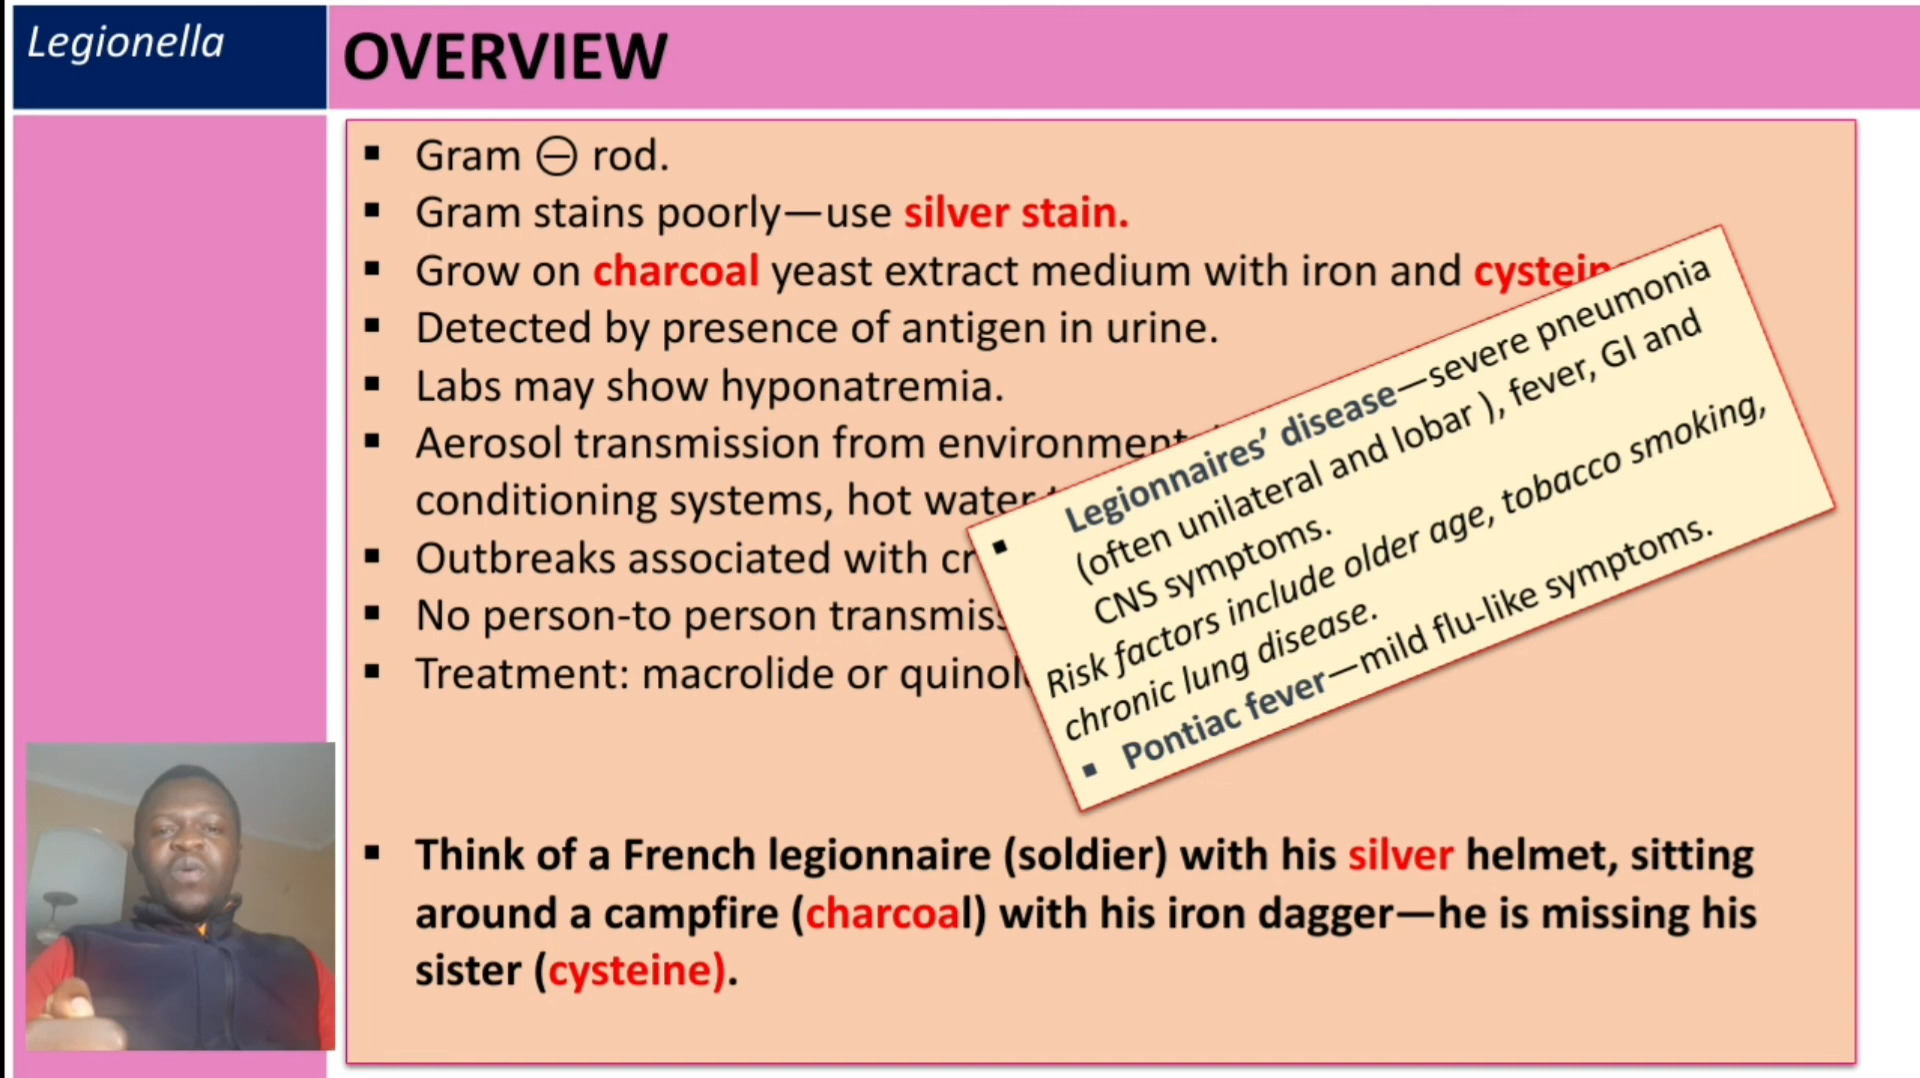 Legionella
OVERVIEW
▪ Gram ⊖ rod.
▪ Gram stains poorly—use silver stain.
▪ Grow on charcoal yeast extract medium with iron and
▪ Detected by presence of antigen in urine.
▪ Labs may show hyponatremia.
▪ Aerosol transmission from
conditioning systems, hot water
▪ Outbreaks associated with
▪ No person-to person
▪ Treatment: macrolide or
▪ Legionnaires’ disease—severe pneumonia
(often unilateral and lobar ), fever, GI and
CNS symptoms.
Risk factors include older age, tobacco smoking,
chronic lung disease.
▪ Pontiac fever—mild flu-like symptoms.
▪ Think of a French legionnaire (soldier) with his silver helmet, sitting
around a campfire (charcoal) with his iron dagger—he is missing his
sister (cysteine).